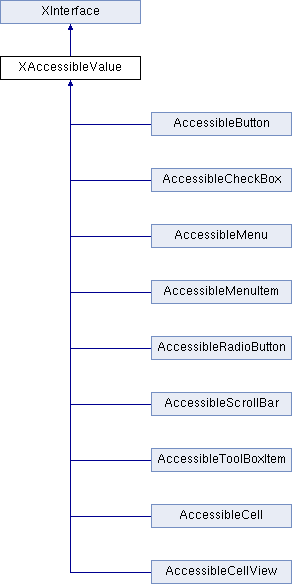 XInterface
XAccessibleValue
AccessibleButton
AccessibleCheckBox
AccessibleMenu
AccessibleMenuItem
AccessibleRadioButton
AccessibleScrollBar
AccessibleToolBoxItem
AccessibleCell
AccessibleCellView